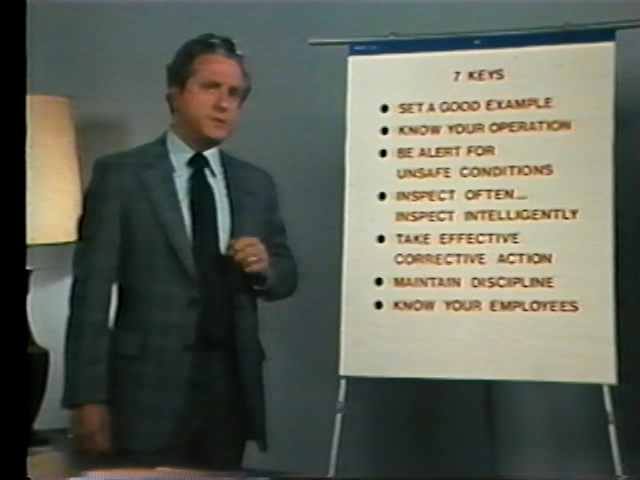 7 KEYS
● SET A GOOD EXAMPLE
● KNOW YOUR OPERATION
● BE ALERT FOR
UNSAFE CONDITIONS
● INSPECT OFTEN...
INSPECT INTELLIGENTLY
● TAKE EFFECTIVE
CORRECTIVE ACTION
● MAINTAIN DISCIPLINE
● KNOW YOUR EMPLOYEES